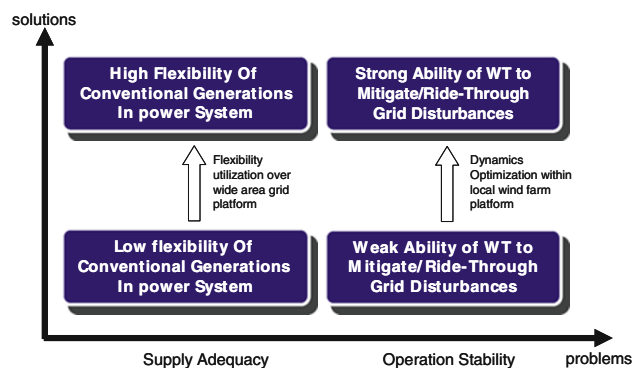 solutions
High Flexibility Of
Conventional Generations
In power System
Strong Ability of WT to
Mitigate/Ride-Through
Grid Disturbances
Flexibility
utilization over
wide area grid
platform
Dynamics
Optimization within
local wind farm
platform
Low flexibility Of
Conventional Generations
In power System
Weak Ability of WT to
Mitigate/Ride-Through
Grid Disturbances
Supply Adequacy
Operation Stability
problems